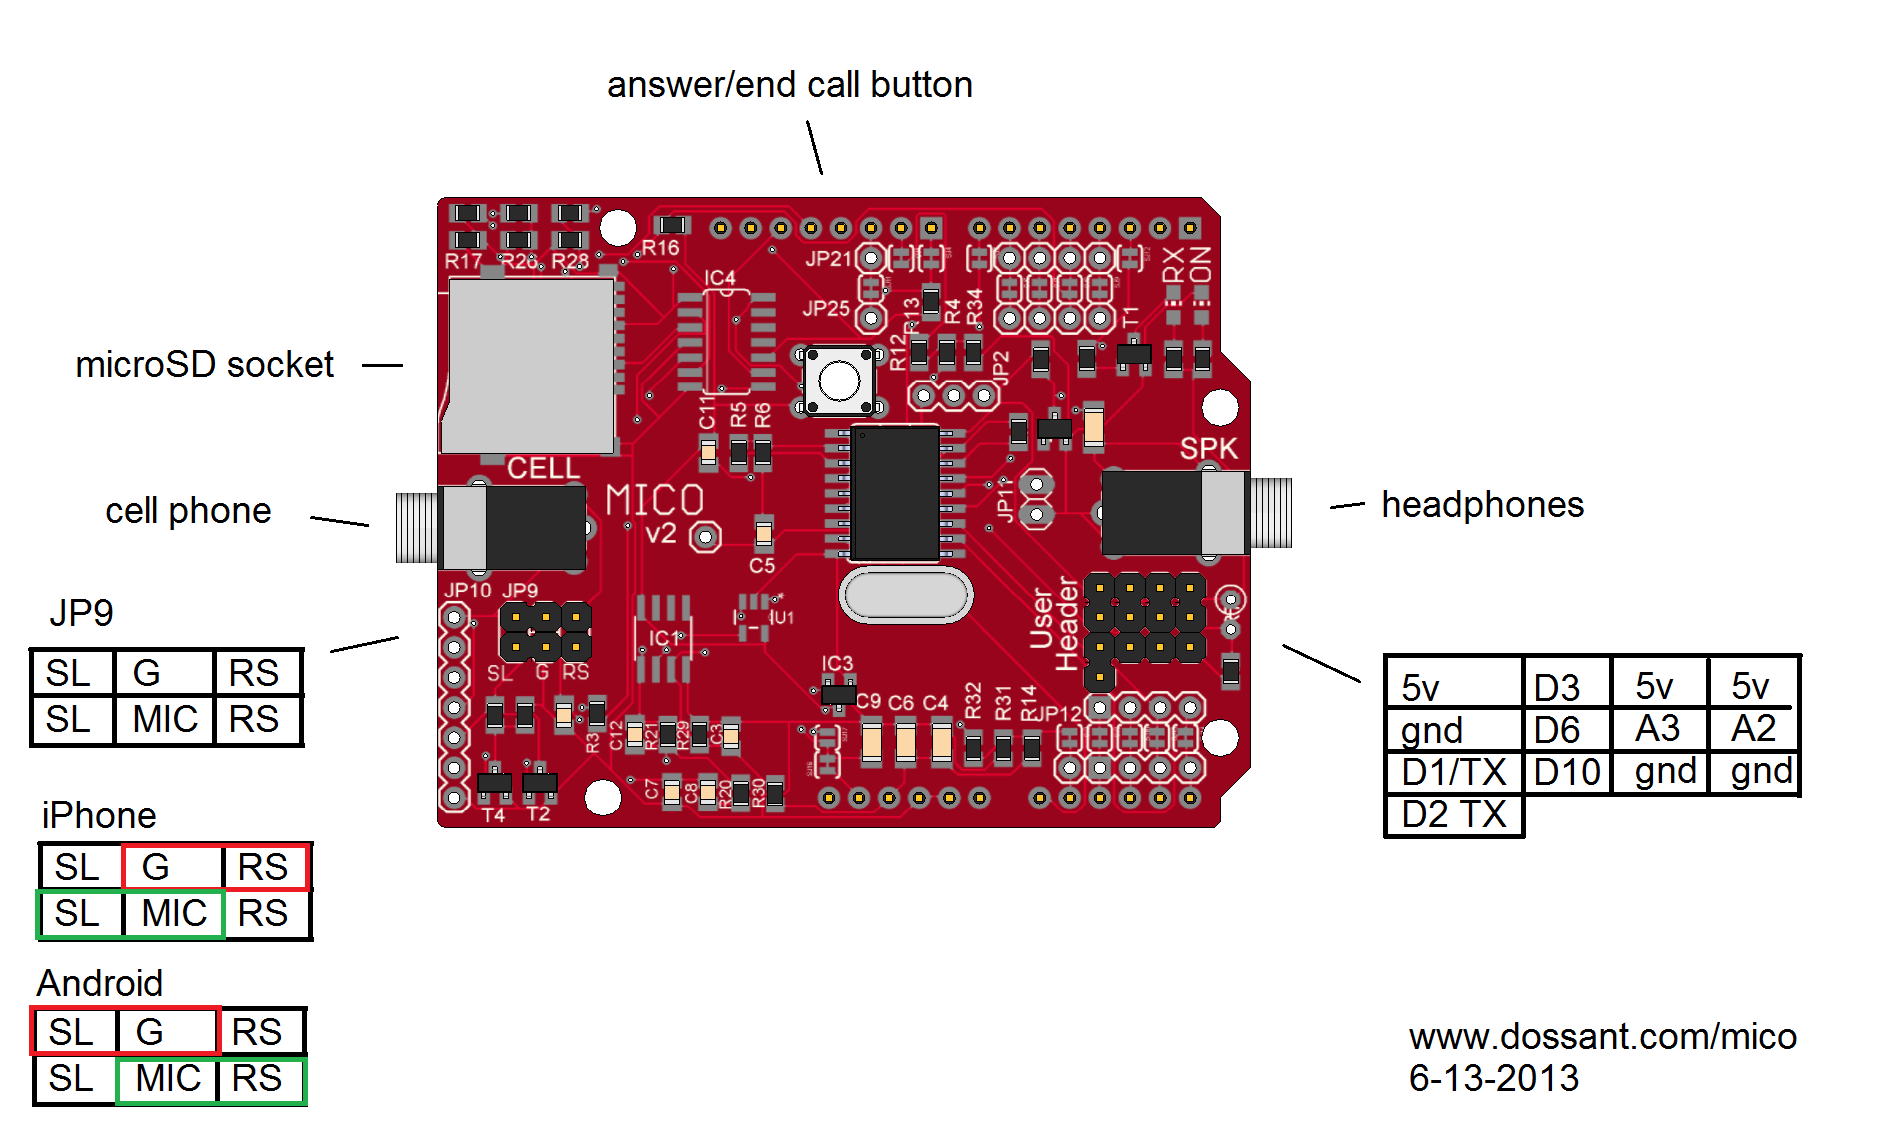 answer/end call button
R17 R26 R28
R16
JP21
IC4
JP25
R13
R4
R34
R12
JP2
T1
RX
ON
microSD socket
C11
R5
R6
CELL
SPK
cell phone
MICO
v2
JP11
headphones
C5
JP10 JP9
SL G RS
IC1
U1
User
Header
IC3
C9 C6 C4
R32
R31
R14
JP12
R3
C12
R21
R29
C3
C7
C8
R20
R30
T4 T2
JP9
SL G RS
SL MIC RS
iPhone
SL G RS
SL MIC RS
Android
SL G RS
SL MIC RS
5v D3 5v 5v
gnd D6 A3 A2
D1/TX D10 gnd gnd
D2 TX
www.dossant.com/mico
6-13-2013